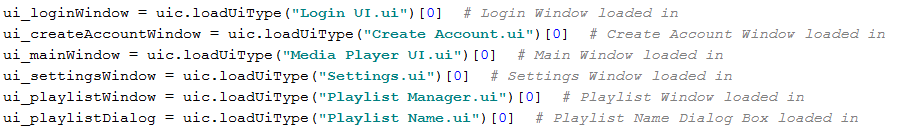 ui_loginWindow = uic.loadUiType("Login UI.ui")[0]  # Login Window loaded in
ui_createAccountWindow = uic.loadUiType("Create Account.ui")[0]  # Create Account Window loaded in
ui_mainWindow = uic.loadUiType("Media Player UI.ui")[0]  # Main Window loaded in
ui_settingsWindow = uic.loadUiType("Settings.ui")[0]  # Settings Window loaded in
ui_playlistWindow = uic.loadUiType("Playlist Manager.ui")[0]  # Playlist Window loaded in
ui_playlistDialog = uic.loadUiType("Playlist Name.ui")[0]  # Playlist Name Dialog Box loaded in